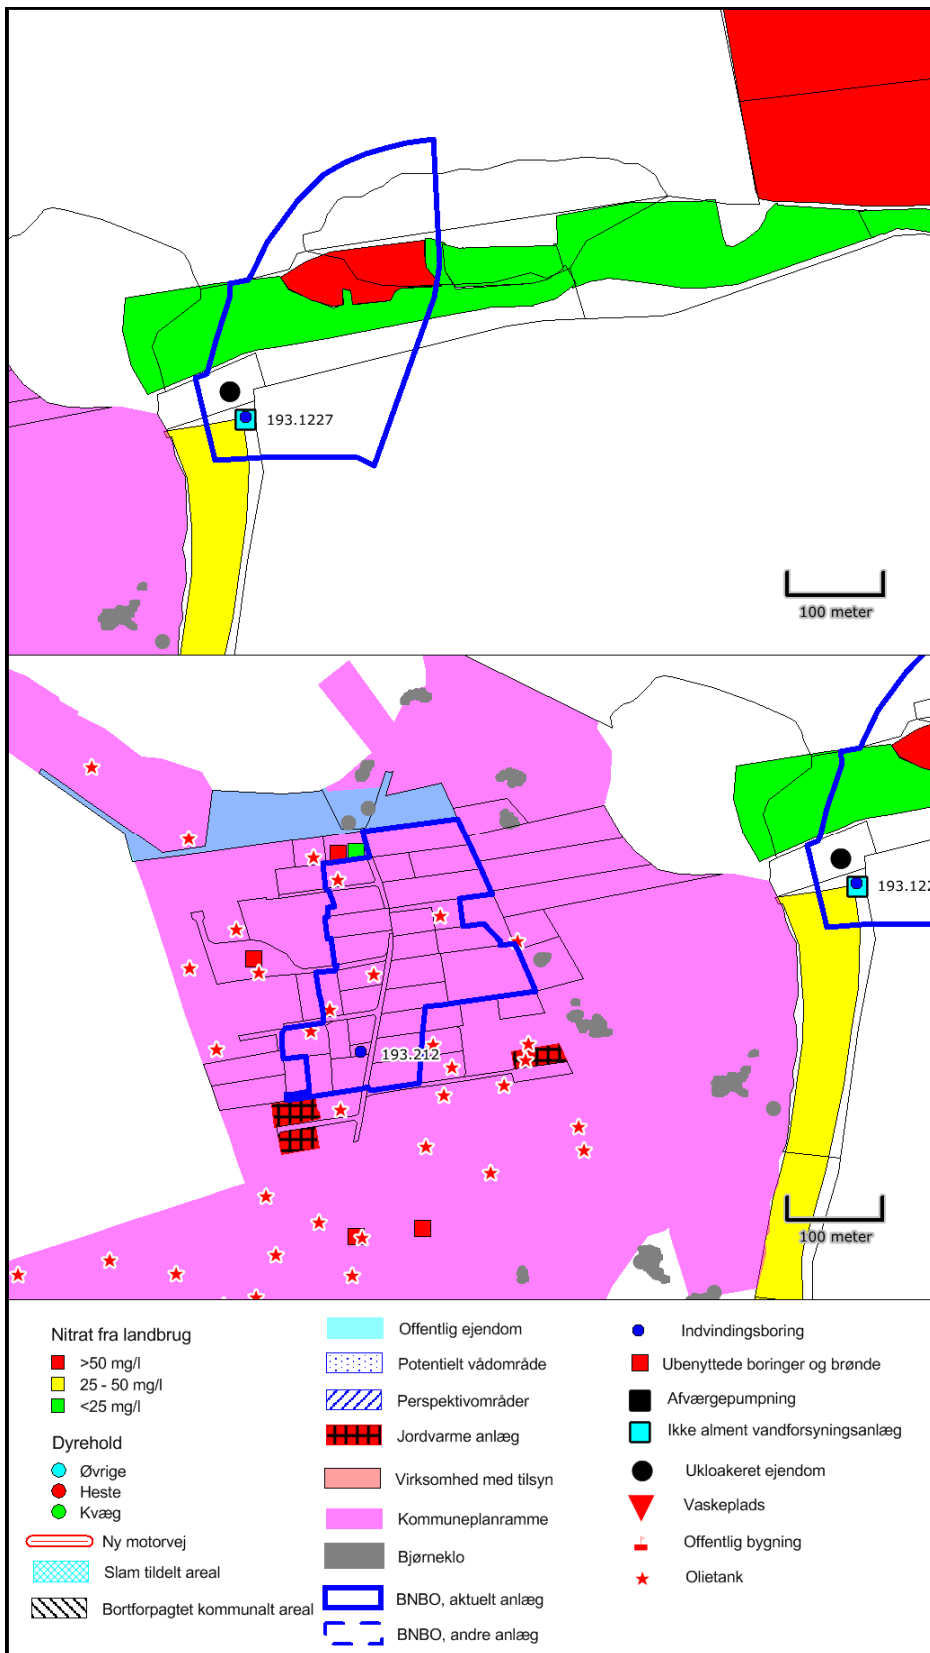 193.1227
100 meter
193.122
193.212
100 meter
Nitrat fra landbrug
>50 mg/l
25 - 50 mg/l
<25 mg/l
Dyrehold
Øvrige
Heste
Kvæg
Ny motorvej
Slam tildelt areal
Bortforpagtet kommunalt areal
Offentlig ejendom
Potentielt vådområde
Perspektivområder
Jordvarme anlæg
Virksomhed med tilsyn
Kommuneplanramme
Bjørneklo
BNBO, aktuelt anlæg
BNBO, andre anlæg
Indvindingsboring
Ubenyttede boringer og brønde
Afværgepumpning
Ikke alment vandforsyningsanlæg
Ukloakeret ejendom
Vaskeplads
Offentlig bygning
Olietank